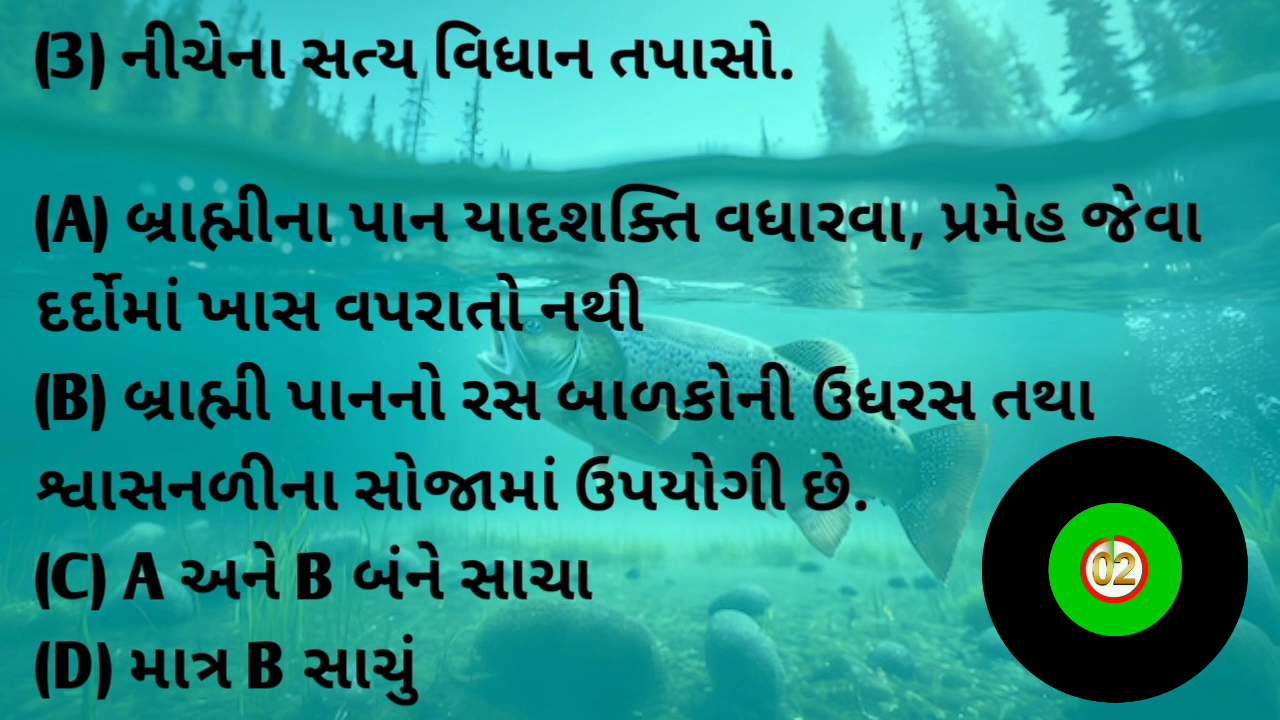 (3) નીચેના સત્ય વિધાન તપાસો.
(A) બ્રાહ્મીના પાન યાદશક્તિ વધારવા, પ્રમેહ જેવા
દર્દોમાં ખાસ વપરાતો નથી
(B) બ્રાહ્મી પાનનો રસ બાળકોની ઉધરસ તથા
શ્વાસનળીના સોજામાં ઉપયોગી છે.
(C) A અને B બંને સાચા
(D) માત્ર B સાચું
02